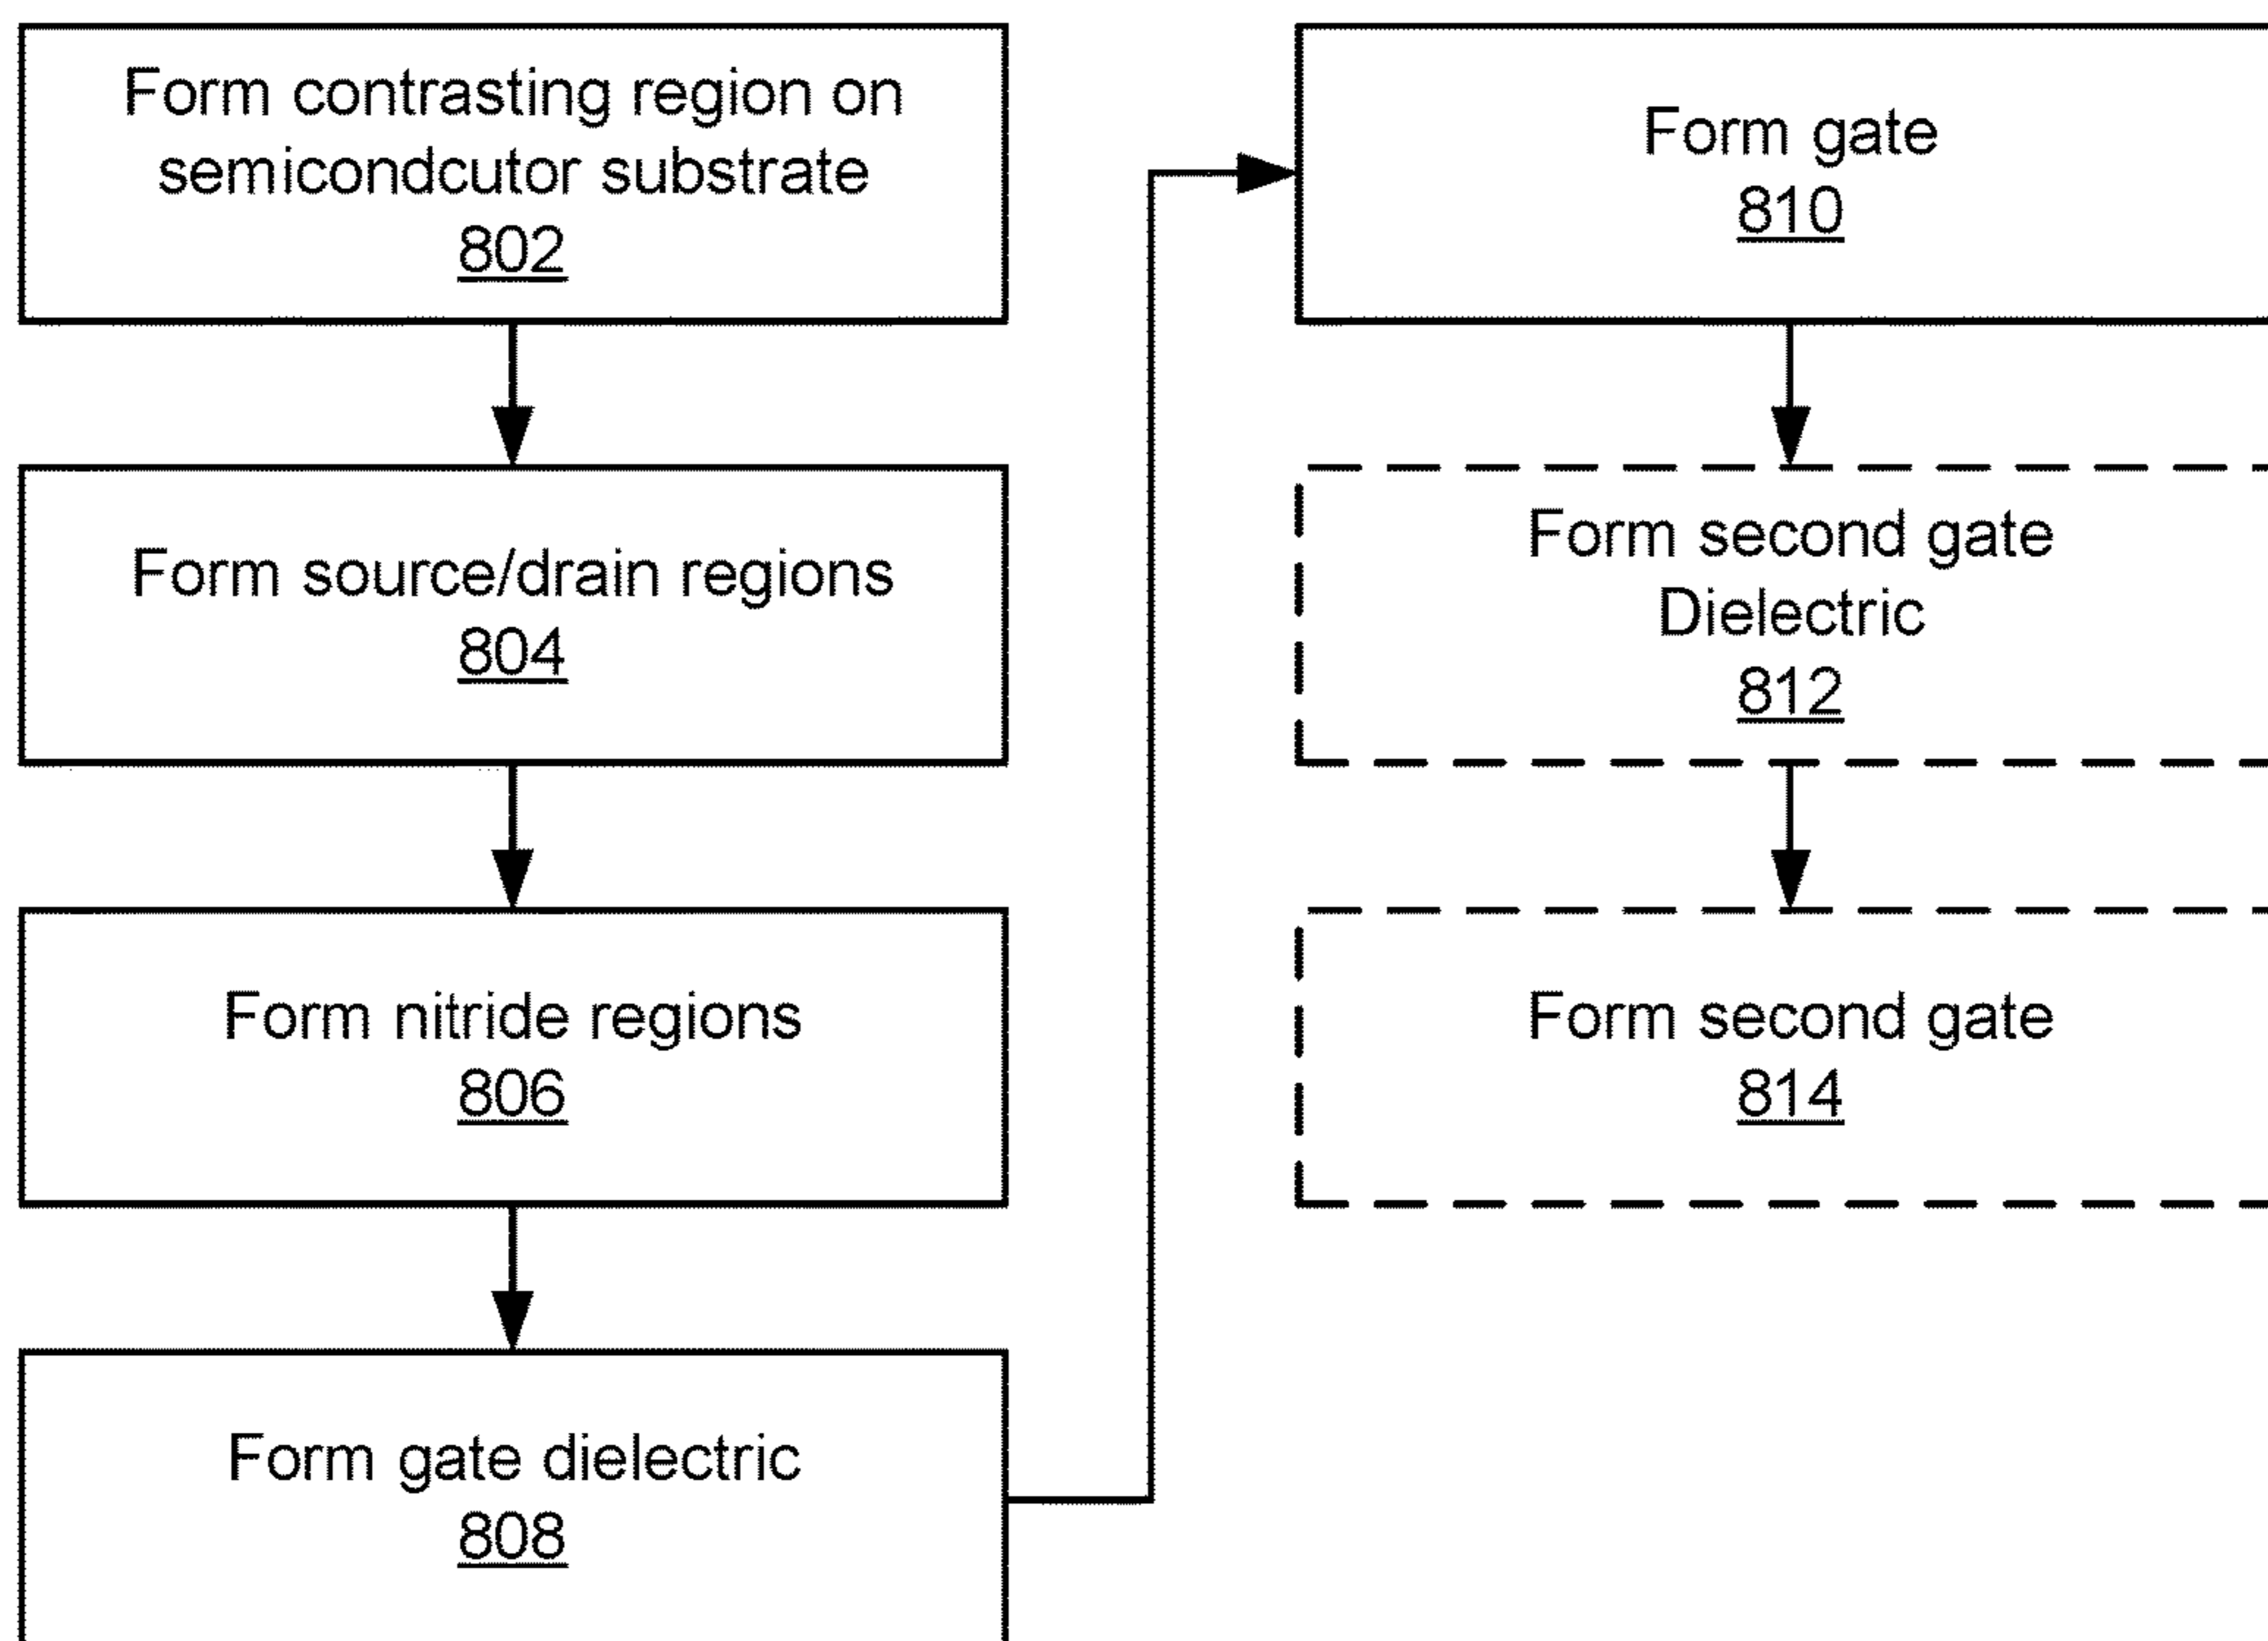 Form contrasting region on
semicondcutor substrate
802
Form source/drain regions
804
Form nitride regions
806
Form gate dielectric
808
Form gate
810
Form second gate
Dielectric
812
Form second gate
814